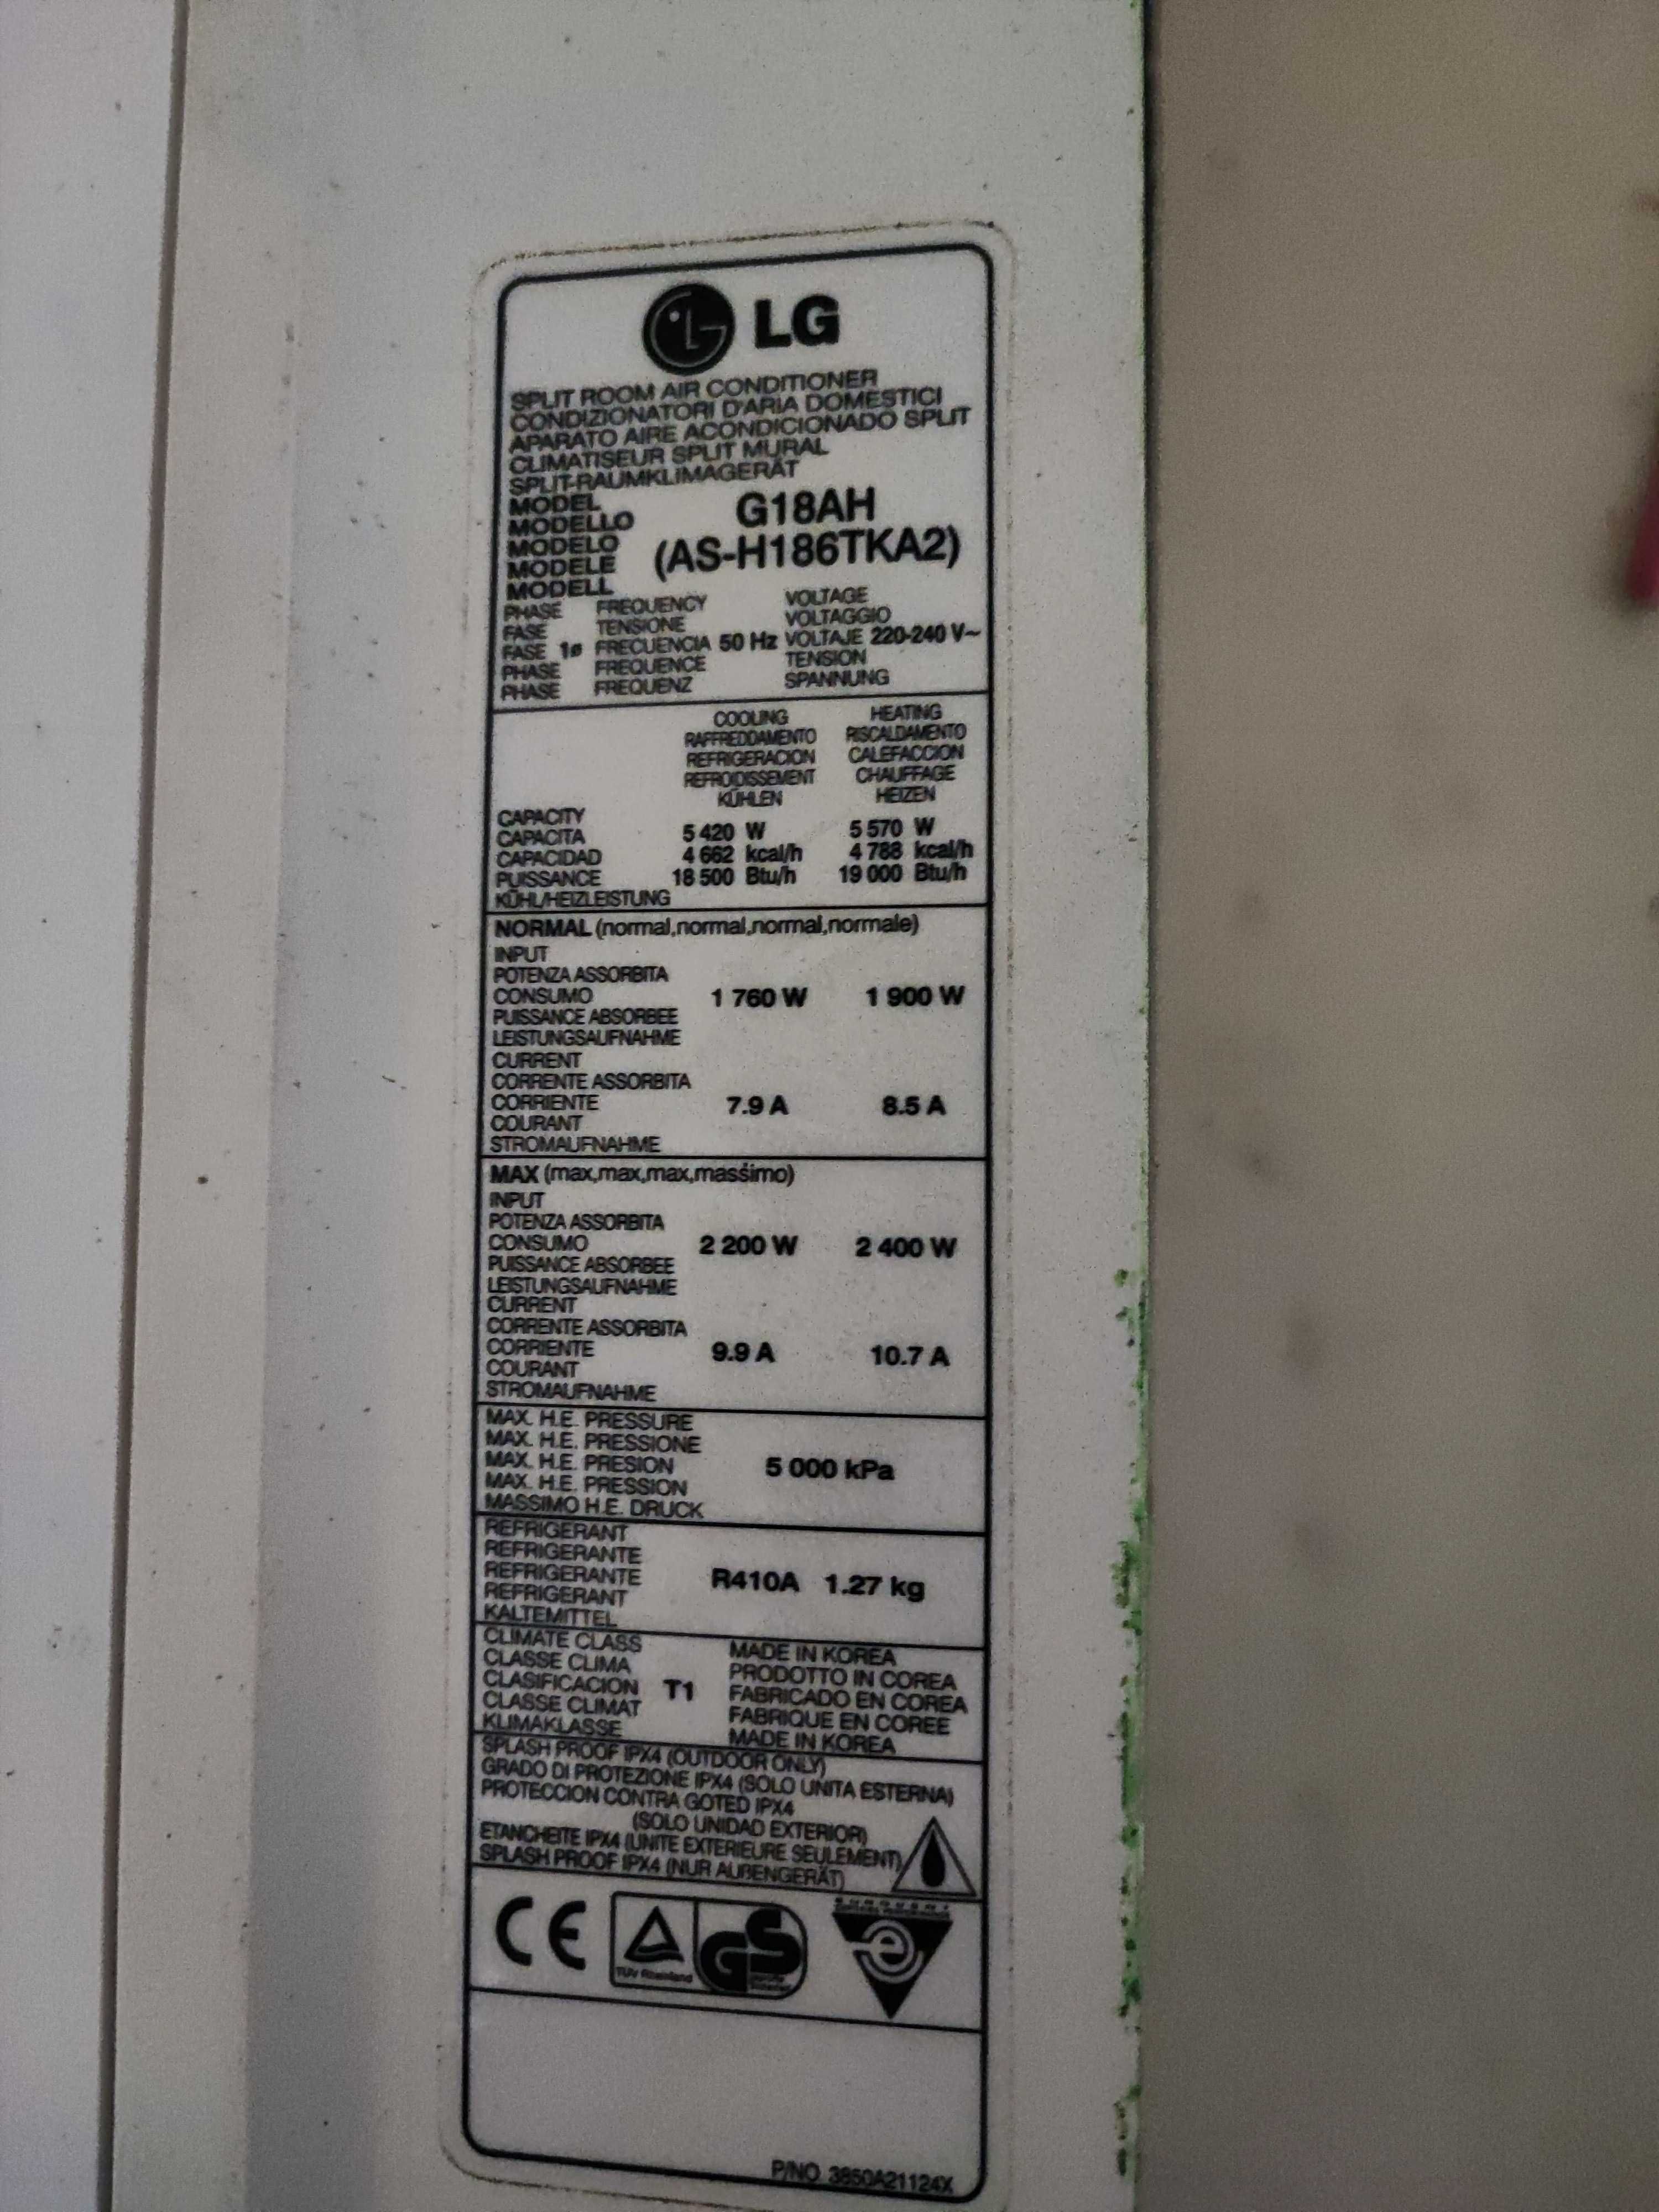 LG
SPLIT ROOM AIR CONDITIONER
CONDIZIONATORI D'ARIA DOMESTICI
APARATO AIRE ACONDICIONADO SPLIT
CLIMATISEUR SPLIT MURAL
SPLIT-RAUMKLIMAGERÄT
MODEL
MODELLO
MODELO
MODELE
MODELL
G18AH
(AS-H186TKA2)
PHASE FREQUENCY VOLTAGE
FASE TENSIONE VOLTAGGIO
FASE 1ø FRECUENCIA 50 Hz VOLTAJE 220-240 V~
PHASE FREQUENCE TENSION
PHASE FREQUENZ SPANNUNG
COOLING HEATING
RAFFREDDAMENTO RISCALDAMENTO
REFRIGERACION CALEFACCION
REFROIDISSEMENT CHAUFFAGE
KÜHLEN HEIZEN
CAPACITY
CAPACITA 5 420 W 5 570 W
CAPACIDAD 4 662 kcal/h 4 788 kcal/h
PUISSANCE 18 500 Btu/h 19 000 Btu/h
KÜHL/HEIZLEISTUNG
NORMAL (normal,normal,normal,normale)
INPUT
POTENZA ASSORBITA
CONSUMO 1 760 W 1 900 W
PUISSANCE ABSORBEE
LEISTUNGSAUFNAHME
CURRENT
CORRENTE ASSORBITA
CORRIENTE 7.9 A 8.5 A
COURANT
STROMAUFNAHME
MAX (max,max,max,massimo)
INPUT
POTENZA ASSORBITA
CONSUMO 2 200 W 2 400 W
PUISSANCE ABSORBEE
LEISTUNGSAUFNAHME
CURRENT
CORRENTE ASSORBITA
CORRIENTE 9.9 A 10.7 A
COURANT
STROMAUFNAHME
MAX. H.E. PRESSURE
MAX. H.E. PRESSIONE
MAX. H.E. PRESION 5 000 kPa
MAX. H.E. PRESSION
MASSIMO H.E. DRUCK
REFRIGERANT
REFRIGERANTE
REFRIGERANTE R410A 1.27 kg
REFRIGERANT
KALTEMITTEL
CLIMATE CLASS MADE IN KOREA
CLASSE CLIMA PRODOTTO IN COREA
CLASIFICACION T1 FABRICADO EN COREA
CLASSE CLIMAT FABRIQUE EN COREE
KLIMAKLASSE MADE IN KOREA
SPLASH PROOF IPX4 (OUTDOOR ONLY)
GRADO DI PROTEZIONE IPX4 (SOLO UNITA ESTERNA)
PROTECCION CONTRA GOTED IPX4
(SOLO UNIDAD EXTERIOR)
ETANCHEITE IPX4 (UNITE EXTERIEURE SEULEMENT)
SPLASH PROOF IPX4 (NUR AUßENGERÄT)
CE
TÜV Rheinland
GS
P/NO 3850A21124X